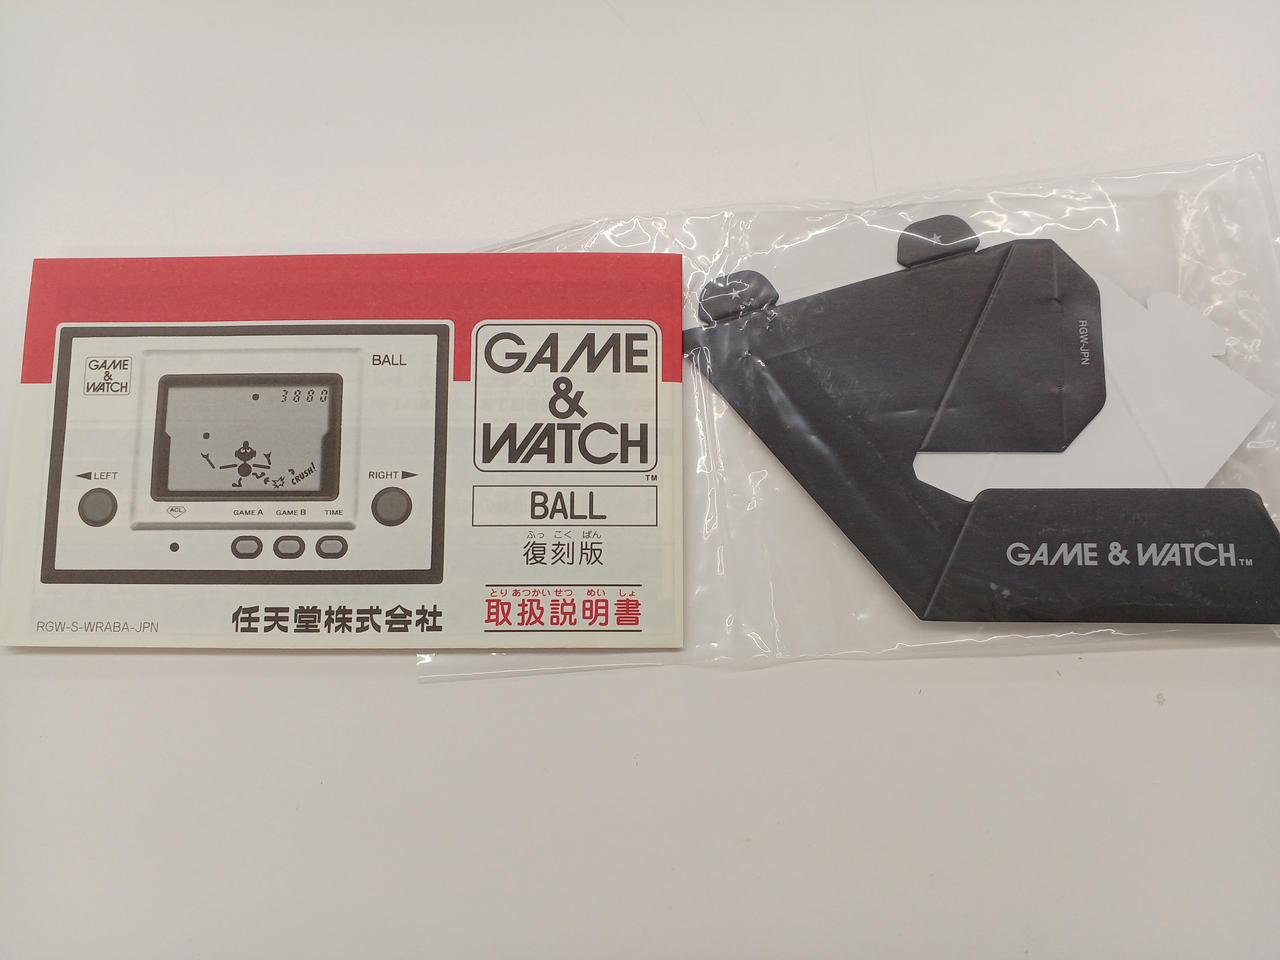 GAME
&
WATCH
BALL
3880
CRUSH!
◀LEFT
RIGHT▶
ACL
GAME A GAME B TIME
GAME
&
WATCH
TM
BALL
ふっ こく ばん
復刻版
とり あつかい せつ めい しょ
取扱説明書
任天堂株式会社
RGW-S-WRABA-JPN
RGW-JPN
GAME & WATCH TM